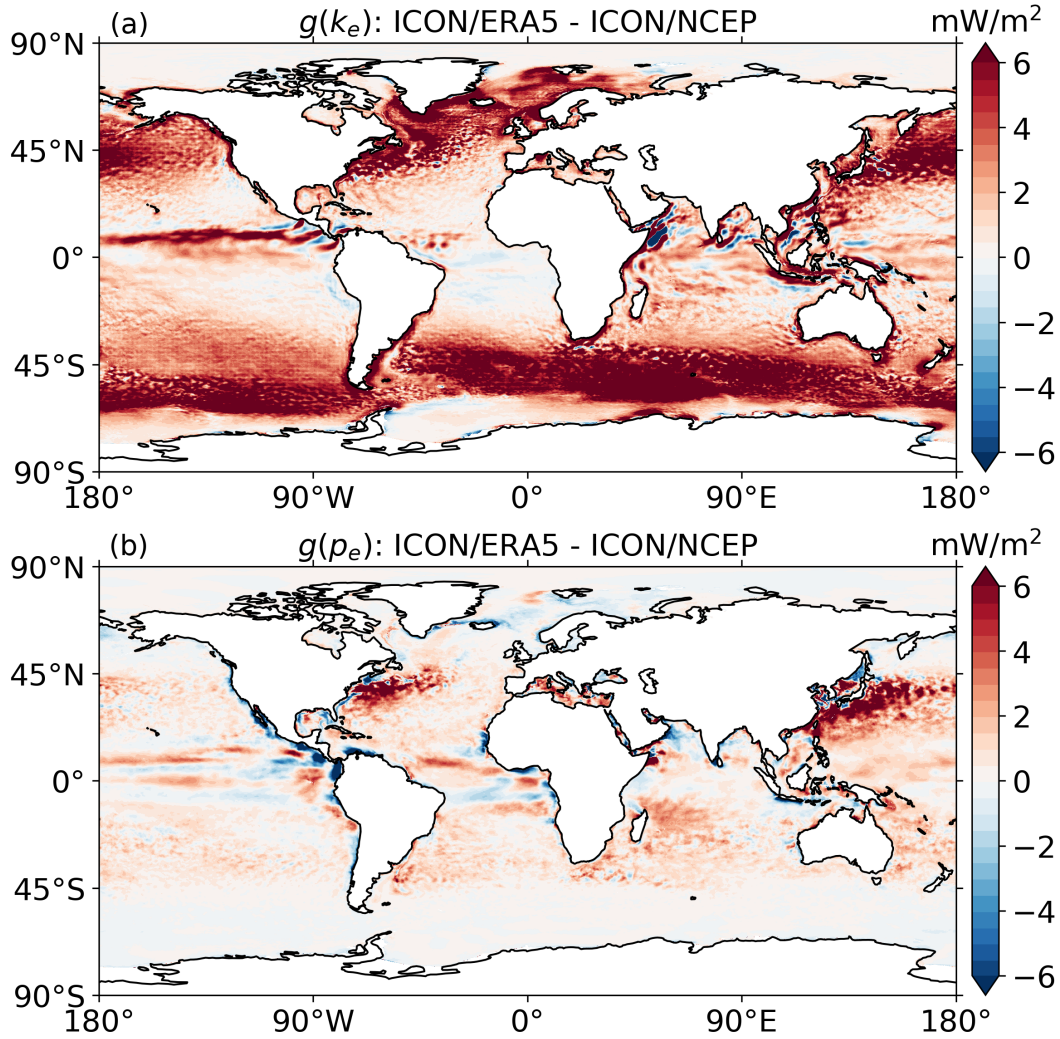 (a) g(kₑ): ICON/ERA5 - ICON/NCEP mW/m²
90°N
45°N
0°
45°S
90°S
180° 90°W 0° 90°E 180°
6
4
2
0
−2
−4
−6
(b) g(pₑ): ICON/ERA5 - ICON/NCEP mW/m²
90°N
45°N
0°
45°S
90°S
180° 90°W 0° 90°E 180°
6
4
2
0
−2
−4
−6